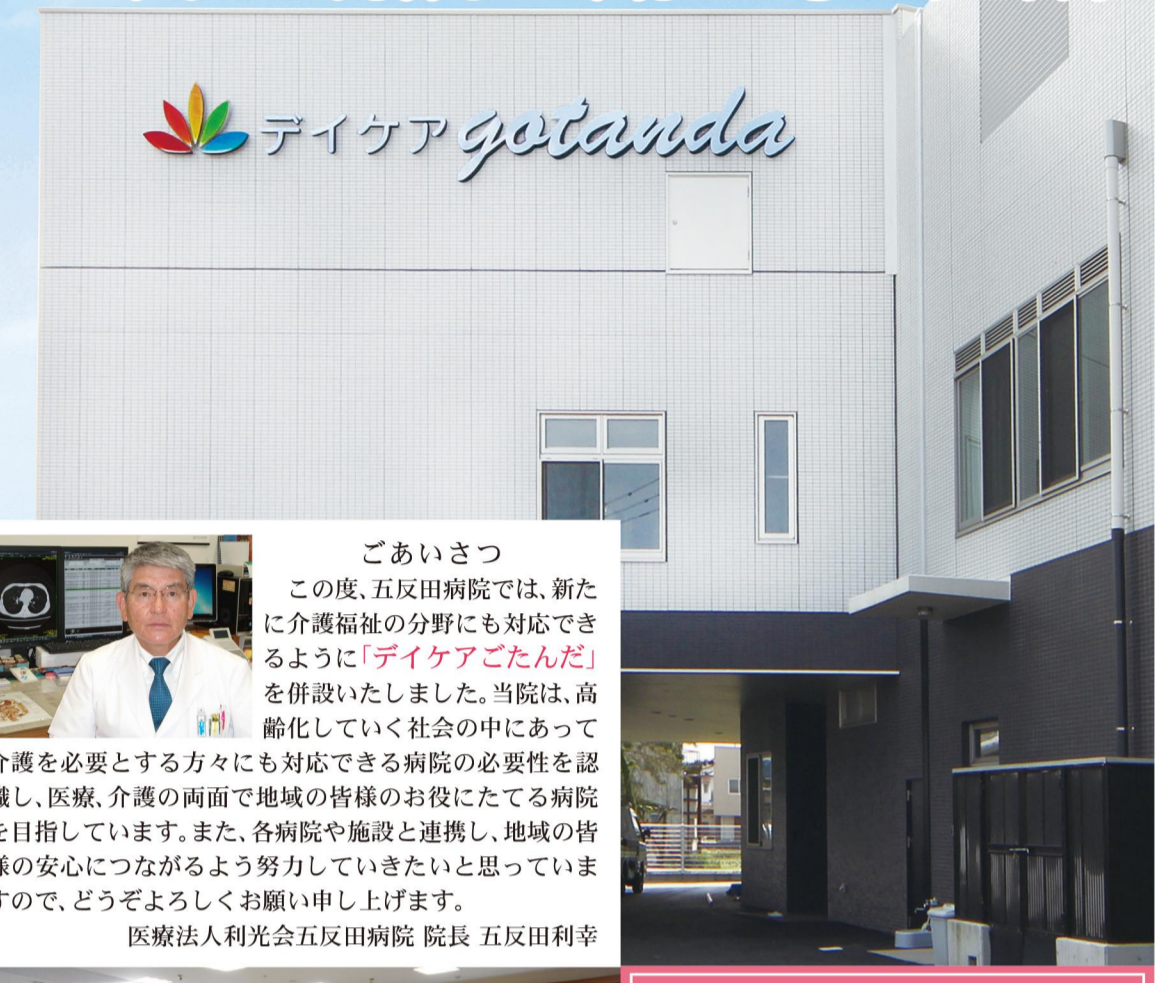 デイケア gotanda
ごあいさつ
この度、五反田病院では、新た
に介護福祉の分野にも対応でき
るように「デイケアごたんだ」
を併設いたしました。当院は、高
齢化していく社会の中にあって
介護を必要とする方々にも対応できる病院の必要性を認
識し、医療、介護の両面で地域の皆様のお役にたてる病院
を目指しています。また、各病院や施設と連携し、地域の皆
様の安心につながるよう努力していきたいと思っていま
すので、どうぞよろしくお願い申し上げます。
医療法人利光会五反田病院 院長 五反田利幸